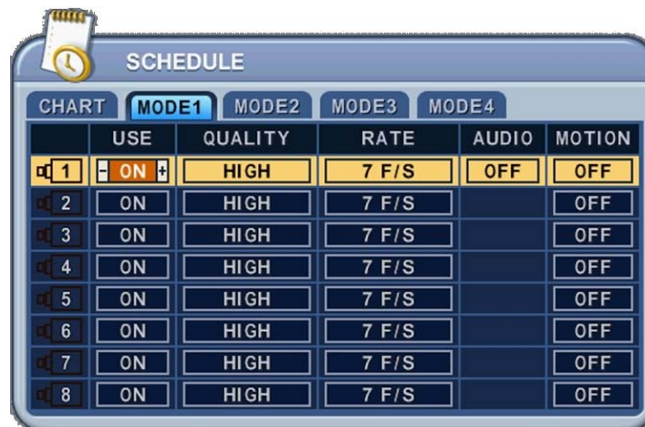 SCHEDULE
CHART MODE1 MODE2 MODE3 MODE4
USE QUALITY RATE AUDIO MOTION
1 - ON + HIGH 7 F/S OFF OFF
2 ON HIGH 7 F/S OFF
3 ON HIGH 7 F/S OFF
4 ON HIGH 7 F/S OFF
5 ON HIGH 7 F/S OFF
6 ON HIGH 7 F/S OFF
7 ON HIGH 7 F/S OFF
8 ON HIGH 7 F/S OFF